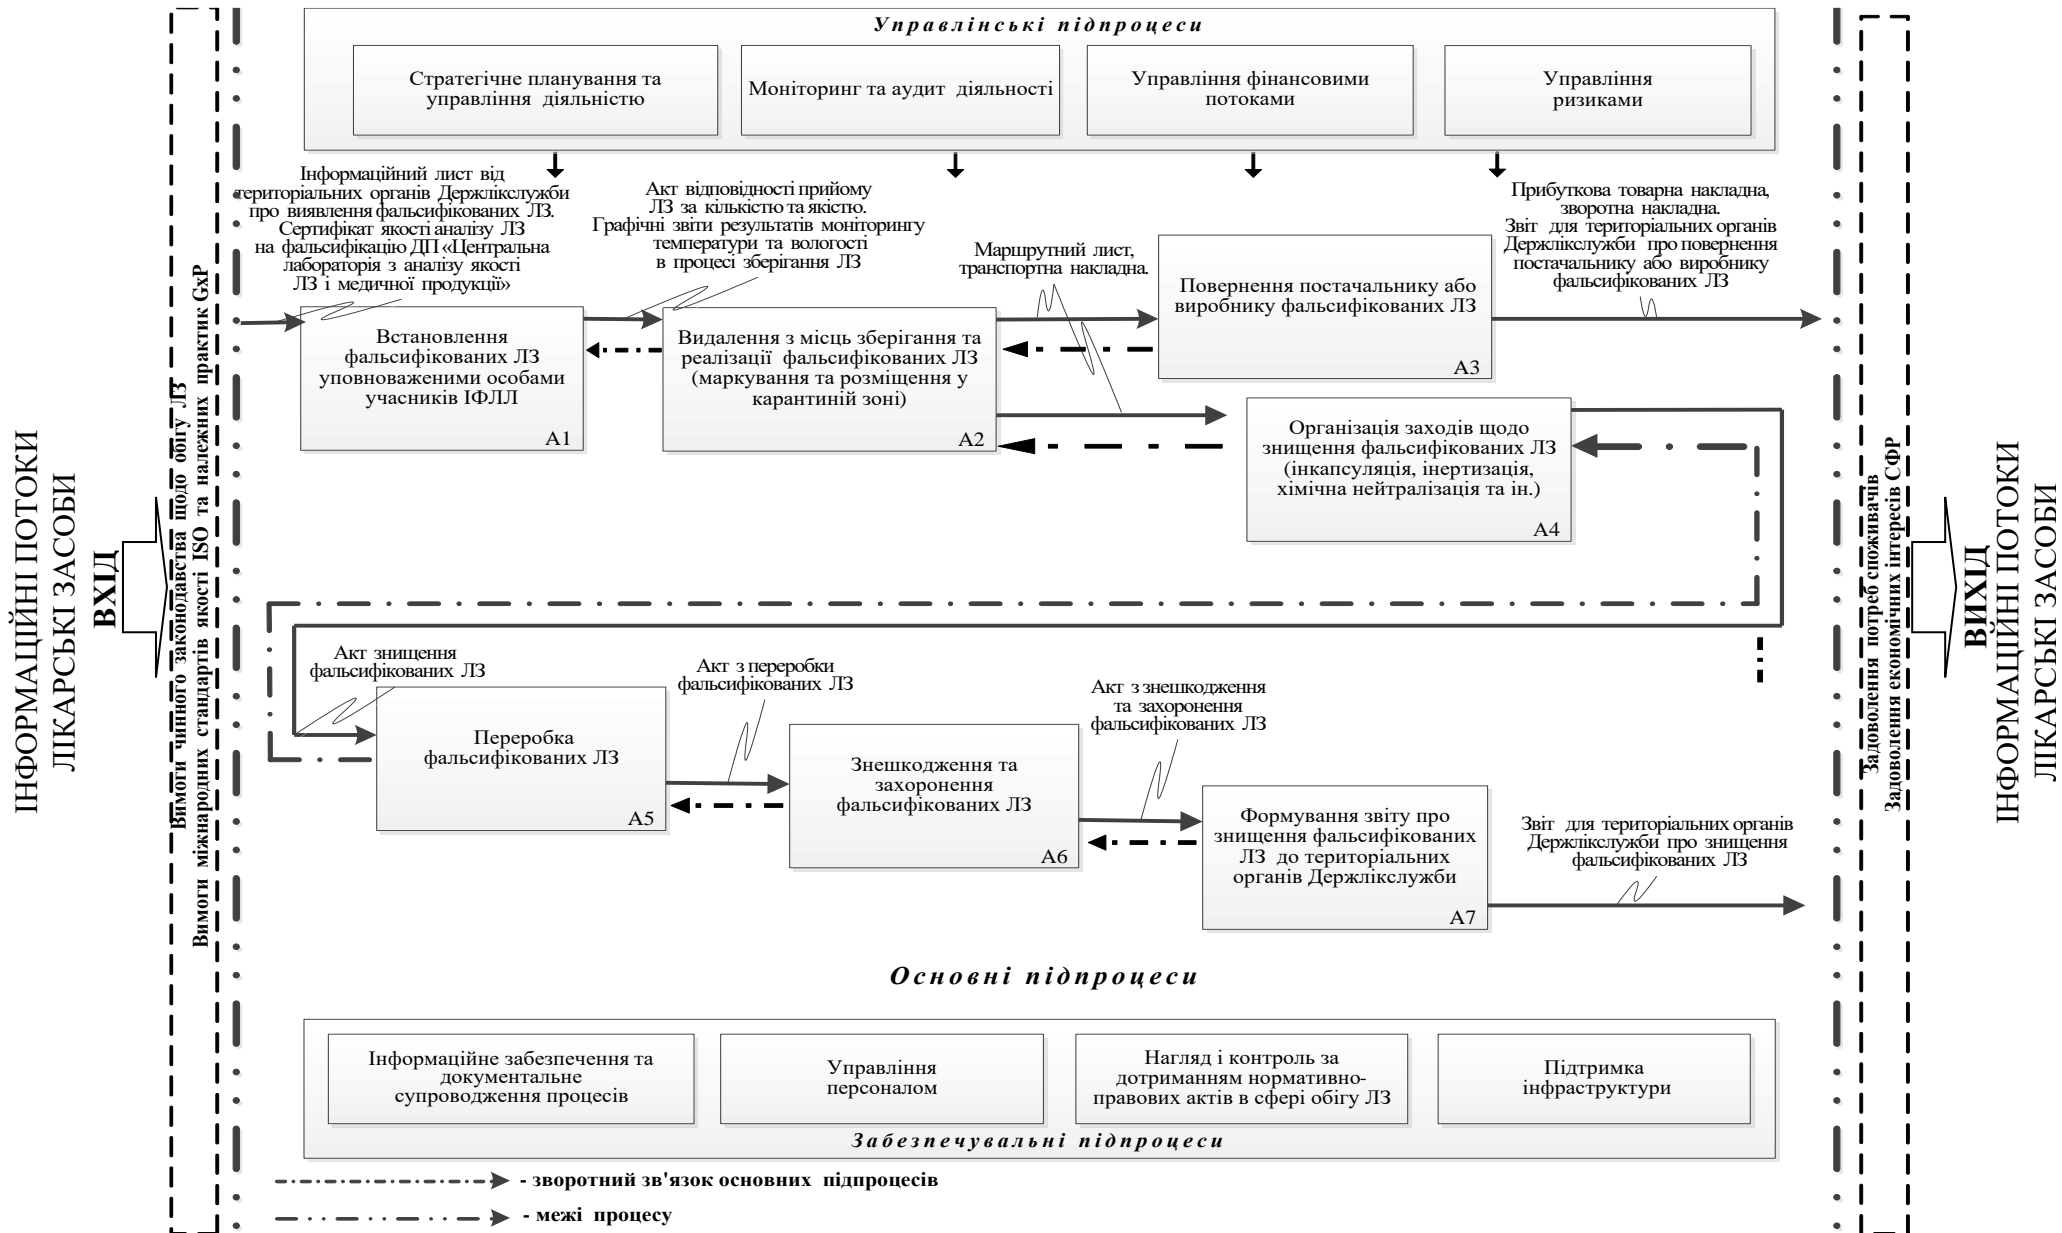 Управлінські підпроцеси
Стратегічне планування та
управління діяльністю
Моніторинг та аудит діяльності
Управління фінансовими
потоками
Управління
ризиками
ІНФОРМАЦІЙНІ ПОТОКИ
ЛІКАРСЬКІ ЗАСОБИ
ВХІД
Вимоги чинного законодавства щодо обігу ЛЗ
Вимоги міжнародних стандартів якості ISO та належних практик GxP
Інформаційний лист від
територіальних органів Держлікслужби
про виявлення фальсифікованих ЛЗ.
Сертифікат якості аналізу ЛЗ
на фальсифікацію ДП «Центральна
лабораторія з аналізу якості
ЛЗ і медичної продукції»
Акт відповідності прийому
ЛЗ за кількістю та якістю.
Графічні звіти результатів моніторингу
температури та вологості
в процесі зберігання ЛЗ
Маршрутний лист,
транспортна накладна.
Прибуткова товарна накладна,
зворотна накладна.
Звіт для територіальних органів
Держлікслужби про повернення
постачальнику або виробнику
фальсифікованих ЛЗ
Встановлення
фальсифікованих ЛЗ
уповноваженими особами
учасників ІФЛЛ
А1
Видалення з місць зберігання та
реалізації фальсифікованих ЛЗ
(маркування та розміщення у
карантиній зоні)
А2
Повернення постачальнику або
виробнику фальсифікованих ЛЗ
А3
Організація заходів щодо
знищення фальсифікованих ЛЗ
(інкапсуляція, інертизація,
хімічна нейтралізація та ін.)
А4
Акт знищення
фальсифікованих ЛЗ
Переробка
фальсифікованих ЛЗ
А5
Акт з переробки
фальсифікованих ЛЗ
Знешкодження та
захоронення
фальсифікованих ЛЗ
А6
Акт з знешкодження
та захоронення
фальсифікованих ЛЗ
Формування звіту про
знищення фальсифікованих
ЛЗ до територіальних
органів Держлікслужби
А7
Звіт для територіальних органів
Держлікслужби про знищення
фальсифікованих ЛЗ
Задоволення потреб споживачів
Задоволення економічних інтересів СФР
ВИХІД
ІНФОРМАЦІЙНІ ПОТОКИ
ЛІКАРСЬКІ ЗАСОБИ
Основні підпроцеси
Інформаційне забезпечення та
документальне
супроводження процесів
Управління
персоналом
Нагляд і контроль за
дотриманням нормативно-
правових актів в сфері обігу ЛЗ
Підтримка
інфраструктури
Забезпечувальні підпроцеси
- зворотний зв'язок основних підпроцесів
- межі процесу